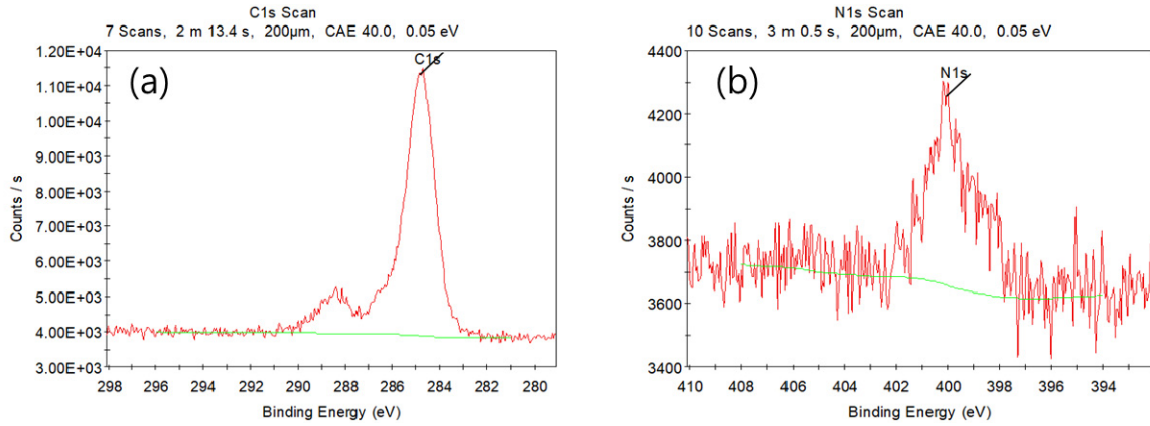 C1s Scan
7 Scans, 2 m 13.4 s, 200µm, CAE 40.0, 0.05 eV
(a)
C1s
1.20E+04
1.10E+04
1.00E+04
9.00E+03
8.00E+03
7.00E+03
6.00E+03
5.00E+03
4.00E+03
3.00E+03
Counts / s
298 296 294 292 290 288 286 284 282 280
Binding Energy (eV)
N1s Scan
10 Scans, 3 m 0.5 s, 200µm, CAE 40.0, 0.05 eV
(b)
N1s
4400
4200
4000
3800
3600
3400
Counts / s
410 408 406 404 402 400 398 396 394
Binding Energy (eV)